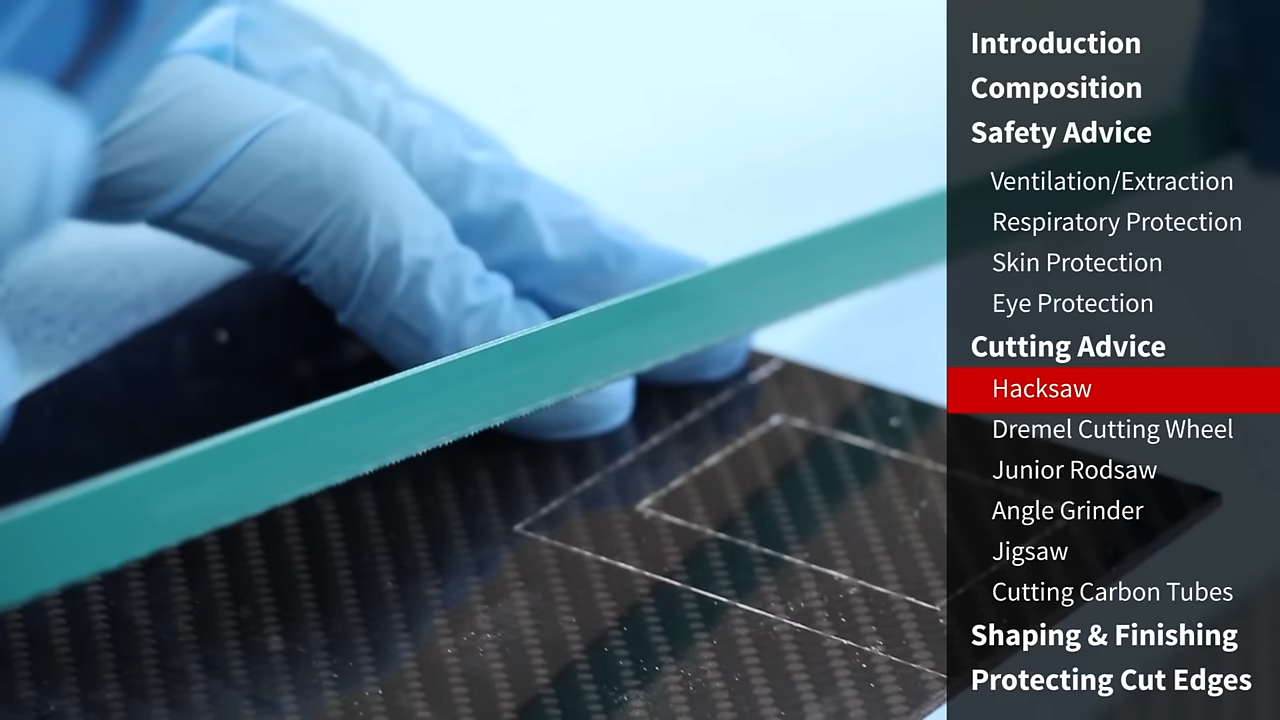 Introduction
Composition
Safety Advice
Ventilation/Extraction
Respiratory Protection
Skin Protection
Eye Protection
Cutting Advice
Hacksaw
Dremel Cutting Wheel
Junior Rodsaw
Angle Grinder
Jigsaw
Cutting Carbon Tubes
Shaping & Finishing
Protecting Cut Edges